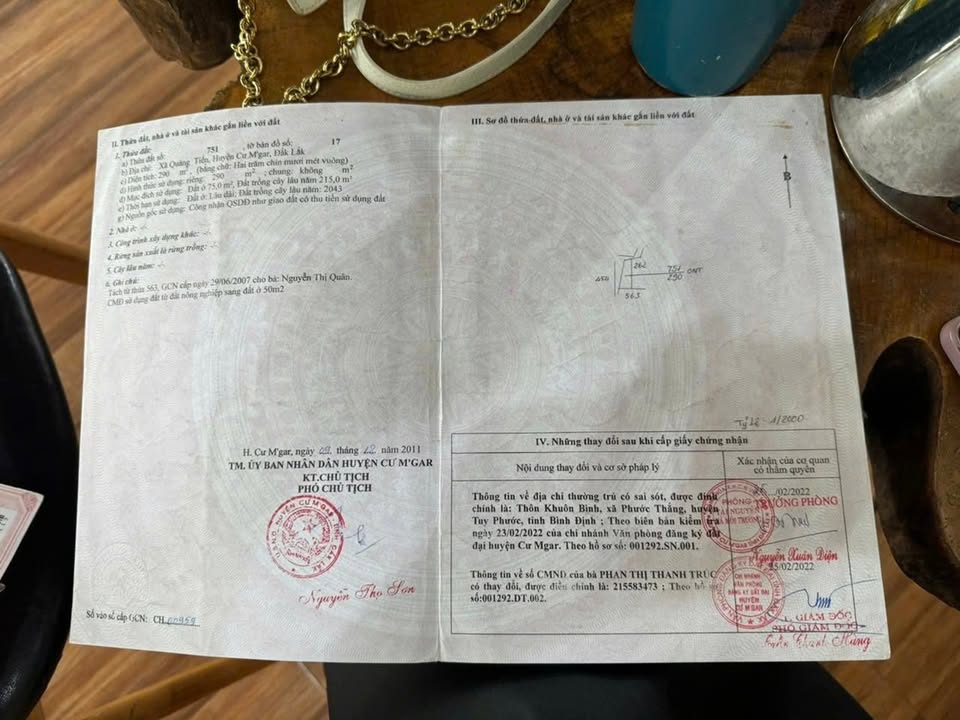 II. Thửa đất, nhà ở và tài sản khác gắn liền với đất
1. Thửa đất:
a) Thửa đất số: 751 , tờ bản đồ số: 17
b) Địa chỉ: Xã Quảng Tiến, Huyện Cư M'gar, Đắk Lắk
c) Diện tích: 290 m², (bằng chữ: Hai trăm chín mươi mét vuông)
d) Hình thức sử dụng: riêng: 290 m²; chung: không m²
đ) Mục đích sử dụng: Đất ở 75,0 m², Đất trồng cây lâu năm 215,0 m²
e) Thời hạn sử dụng: Đất ở: Lâu dài; Đất trồng cây lâu năm: 2043
g) Nguồn gốc sử dụng: Công nhận QSDĐ như giao đất có thu tiền sử dụng đất
2. Nhà ở: -/-
3. Công trình xây dựng khác: -/-
4. Rừng sản xuất là rừng trồng: -/-
5. Cây lâu năm: -/-
6. Ghi chú:
Tách từ thửa 563, GCN cấp ngày 29/06/2007 cho bà: Nguyễn Thị Quân.
CMĐ sử dụng đất từ đất nông nghiệp sang đất ở 50m2
H. Cư M'gar, ngày 09 tháng 12 năm 2011
TM. ỦY BAN NHÂN DÂN HUYỆN CƯ M'GAR
KT.CHỦ TỊCH
PHÓ CHỦ TỊCH
Nguyễn Thọ Sơn
Số vào sổ cấp GCN: CH 00959
III. Sơ đồ thửa đất, nhà ở và tài sản khác gắn liền với đất
B
262
450
751
290
ONT
563
Tỷ lệ 1/2000
IV. Những thay đổi sau khi cấp giấy chứng nhận
Nội dung thay đổi và cơ sở pháp lý
Xác nhận của cơ quan
có thẩm quyền
Thông tin về địa chỉ thường trú có sai sót, được đính
chính là: Thôn Khuôn Bình, xã Phước Thắng, huyện
Tuy Phước, tỉnh Bình Định ; Theo biên bản kiểm tra
ngày 23/02/2022 của chi nhánh Văn phòng đăng ký đất
đai huyện Cư Mgar. Theo hồ sơ số: 001292.SN.001.
/02/2022
TRƯỞNG PHÒNG
Nguyễn Xuân Diện
Thông tin về số CMND của bà PHAN THỊ THANH TRÚC
có thay đổi, được điều chỉnh là: 215583473 ; Theo hồ sơ
số:001292.DT.002.
25/02/2022
CHI NHÁNH
VĂN PHÒNG
ĐĂNG KÝ ĐẤT ĐAI
HUYỆN
CƯ M'GAR
GIÁM ĐỐC
PHÓ GIÁM ĐỐC